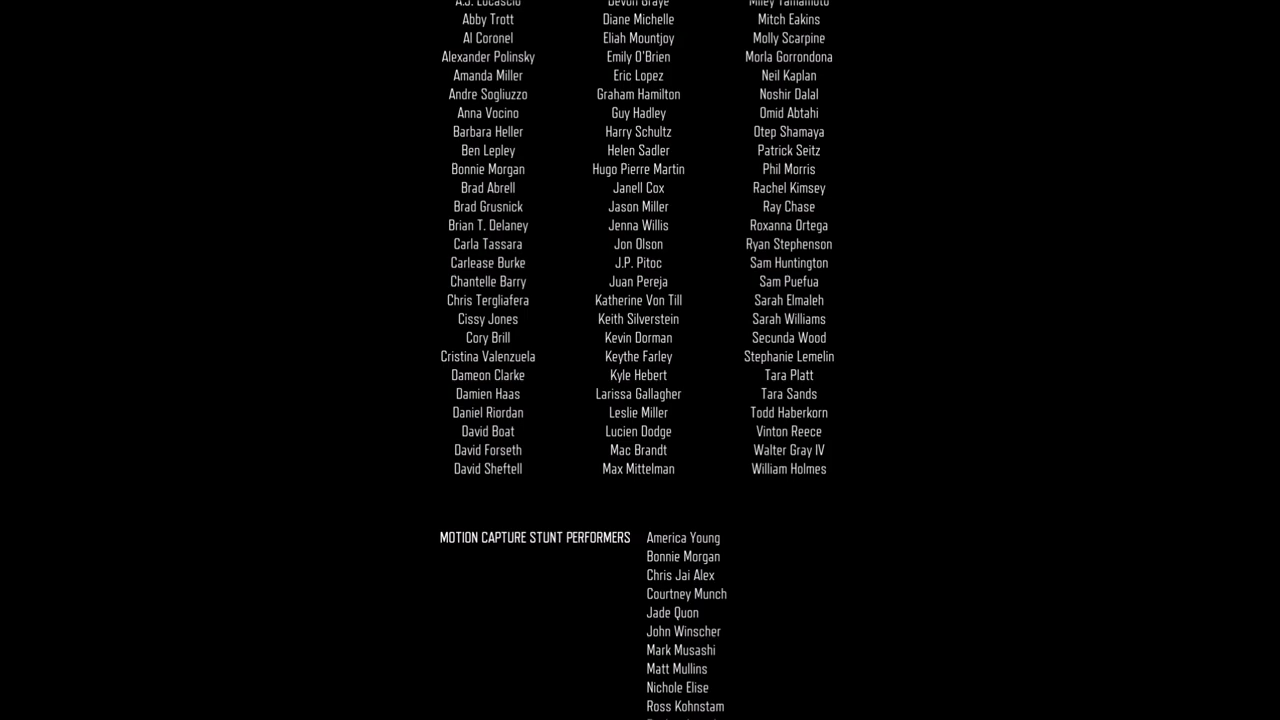 A.J. Locascio Devon Graye Miley Yamamoto
Abby Trott Diane Michelle Mitch Eakins
Al Coronel Eliah Mountjoy Molly Scarpine
Alexander Polinsky Emily O'Brien Morla Gorrondona
Amanda Miller Eric Lopez Neil Kaplan
Andre Sogliuzzo Graham Hamilton Noshir Dalal
Anna Vocino Guy Hadley Omid Abtahi
Barbara Heller Harry Schultz Otep Shamaya
Ben Lepley Helen Sadler Patrick Seitz
Bonnie Morgan Hugo Pierre Martin Phil Morris
Brad Abrell Janell Cox Rachel Kimsey
Brad Grusnick Jason Miller Ray Chase
Brian T. Delaney Jenna Willis Roxanna Ortega
Carla Tassara Jon Olson Ryan Stephenson
Carlease Burke J.P. Pitoc Sam Huntington
Chantelle Barry Juan Pereja Sam Puefua
Chris Tergliafera Katherine Von Till Sarah Elmaleh
Cissy Jones Keith Silverstein Sarah Williams
Cory Brill Kevin Dorman Secunda Wood
Cristina Valenzuela Keythe Farley Stephanie Lemelin
Dameon Clarke Kyle Hebert Tara Platt
Damien Haas Larissa Gallagher Tara Sands
Daniel Riordan Leslie Miller Todd Haberkorn
David Boat Lucien Dodge Vinton Reece
David Forseth Mac Brandt Walter Gray IV
David Sheftell Max Mittelman William Holmes
MOTION CAPTURE STUNT PERFORMERS America Young
Bonnie Morgan
Chris Jai Alex
Courtney Munch
Jade Quon
John Winscher
Mark Musashi
Matt Mullins
Nichole Elise
Ross Kohnstam